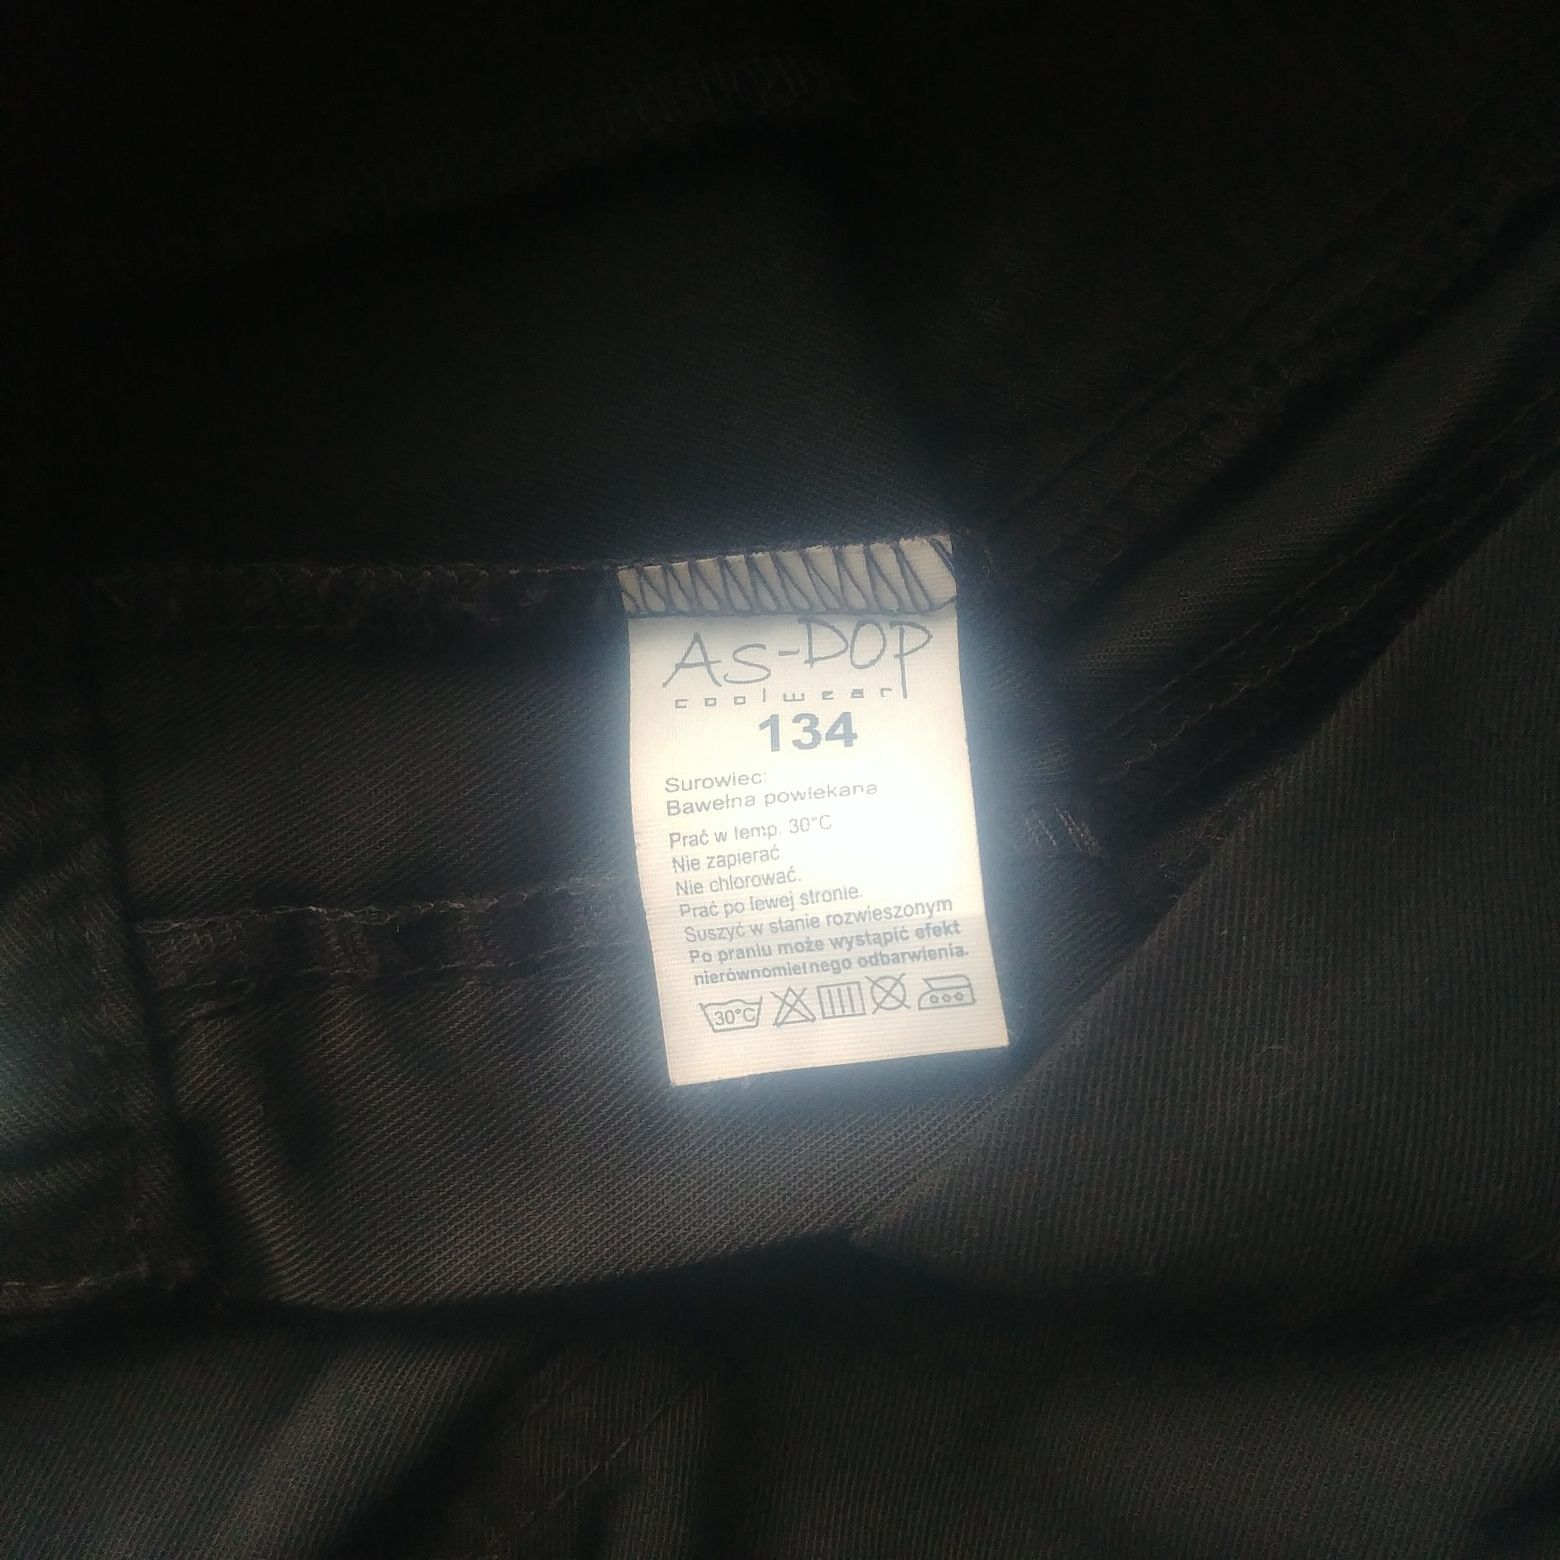 AS-DOP
coolwear
134
Surowiec:
Bawełna powlekana
Prać w temp. 30°C
Nie zapierać
Nie chlorować.
Prać po lewej stronie.
Suszyć w stanie rozwieszonym
Po praniu może wystąpić efekt
nierównomiernego odbarwienia.
30°C